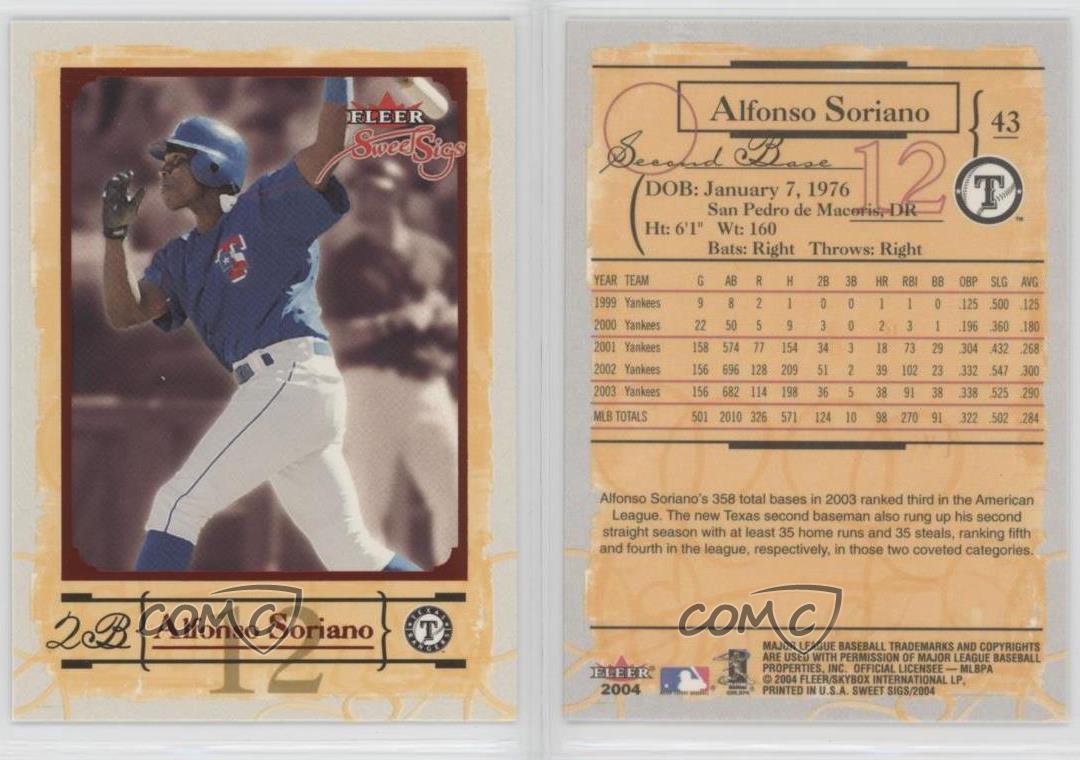 FLEER
Sweet Sigs
T
2B Alfonso Soriano
12
TEXAS
T
RANGERS
COMC
Alfonso Soriano
43
Second Base
12
T
DOB: January 7, 1976
San Pedro de Macoris, DR
Ht: 6'1" Wt: 160
Bats: Right Throws: Right
YEAR TEAM G AB R H 2B 3B HR RBI BB OBP SLG AVG
1999 Yankees 9 8 2 1 0 0 1 1 0 .125 .500 .125
2000 Yankees 22 50 5 9 3 0 2 3 1 .196 .360 .180
2001 Yankees 158 574 77 154 34 3 18 73 29 .304 .432 .268
2002 Yankees 156 696 128 209 51 2 39 102 23 .332 .547 .300
2003 Yankees 156 682 114 198 36 5 38 91 38 .338 .525 .290
MLB TOTALS 501 2010 326 571 124 10 98 270 91 .322 .502 .284
Alfonso Soriano's 358 total bases in 2003 ranked third in the American
League. The new Texas second baseman also rung up his second
straight season with at least 35 home runs and 35 steals, ranking fifth
and fourth in the league, respectively, in those two coveted categories.
COMC
FLEER
2004
MAJOR LEAGUE BASEBALL TRADEMARKS AND COPYRIGHTS
ARE USED WITH PERMISSION OF MAJOR LEAGUE BASEBALL
PROPERTIES, INC. OFFICIAL LICENSEE — MLBPA
© 2004 FLEER/SKYBOX INTERNATIONAL LP,
PRINTED IN U.S.A. SWEET SIGS/2004